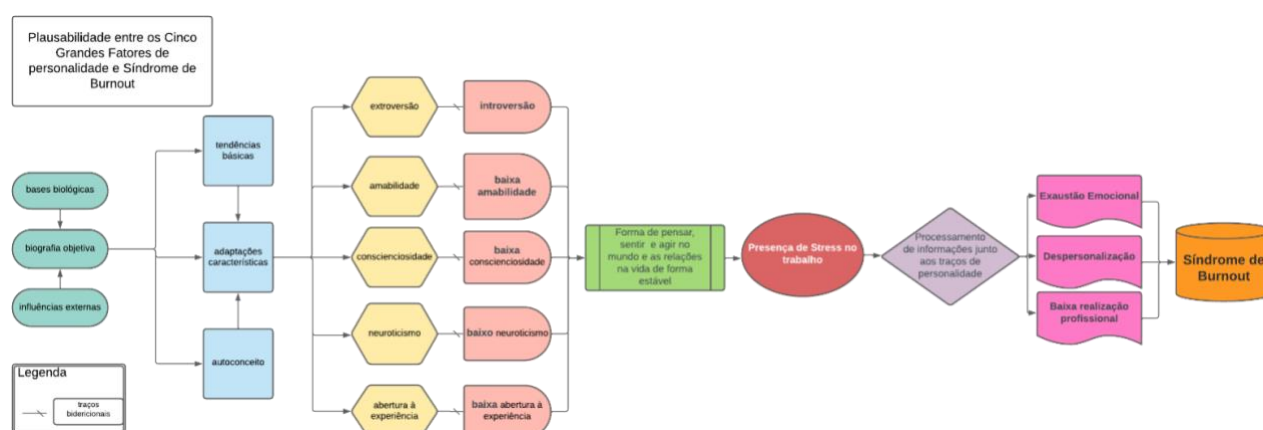 Plausabilidade entre os Cinco
Grandes Fatores de
personalidade e Síndrome de
Burnout
bases biológicas
biografia objetiva
influências externas
tendências
básicas
adaptações
características
autoconceito
extroversão
introversão
amabilidade
baixa
amabilidade
conscienciosidade
baixa
conscienciosidade
neuroticismo
baixo neuroticismo
abertura à
experiência
baixa abertura à
experiência
Forma de pensar,
sentir e agir no
mundo e as relações
na vida de forma
estável
Presença de Stress no
trabalho
Processamento
de informações junto
aos traços de
personalidade
Exaustão Emocional
Despersonalização
Baixa realização
profissional
Síndrome de
Burnout
Legenda
traços
bidericionais